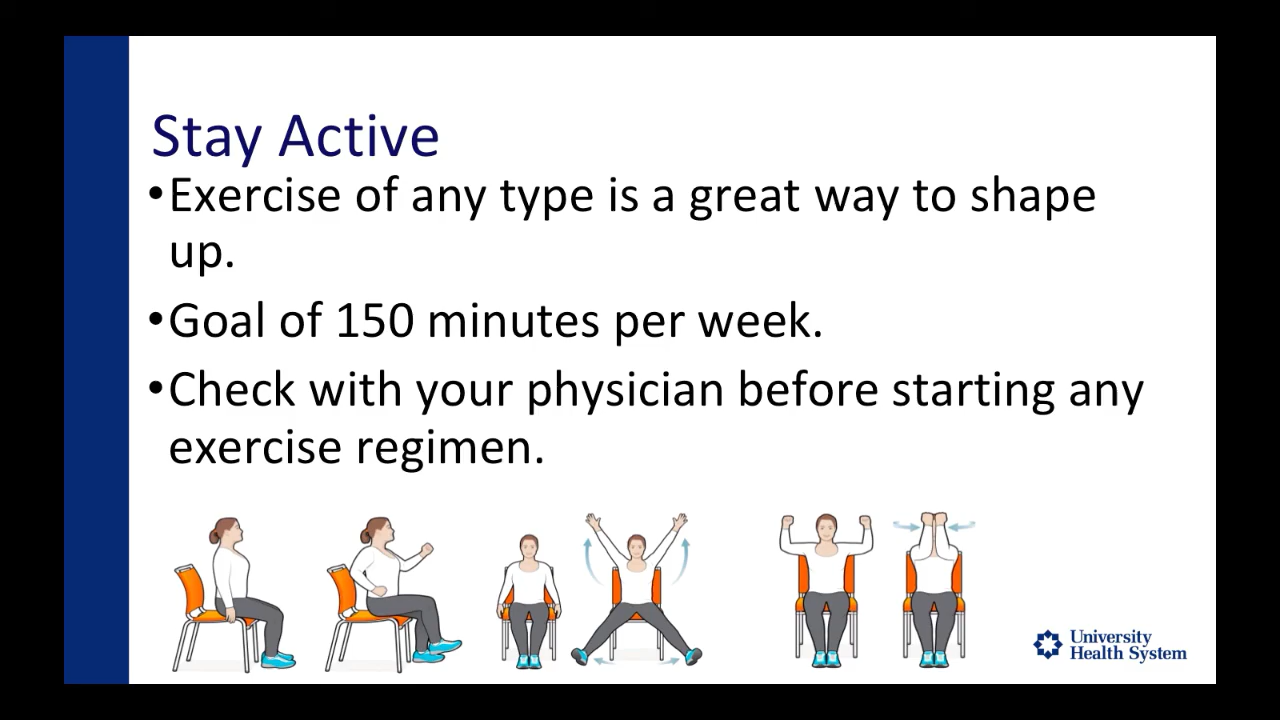 Stay Active
•Exercise of any type is a great way to shape
up.
•Goal of 150 minutes per week.
•Check with your physician before starting any
exercise regimen.
University
Health System